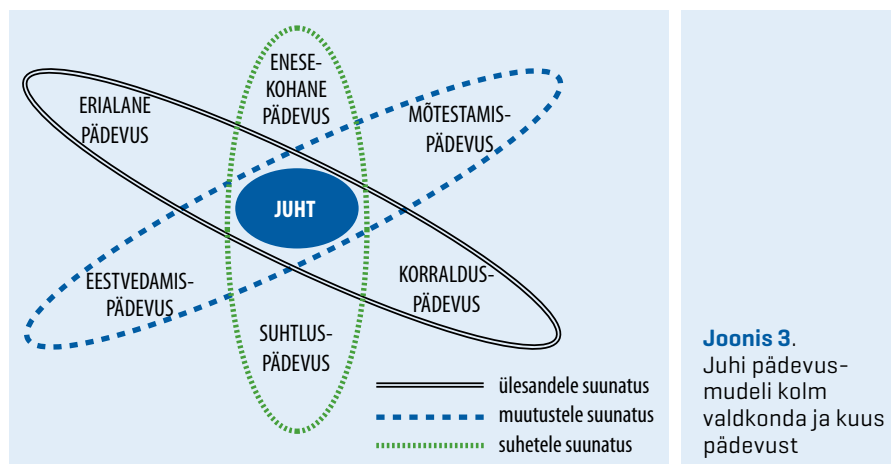 ENESE-
KOHANE
PÄDEVUS
ERIALANE
PÄDEVUS
MÕTESTAMIS-
PÄDEVUS
JUHT
EESTVEDAMIS-
PÄDEVUS
KORRALDUS-
PÄDEVUS
SUHTLUS-
PÄDEVUS
ülesandele suunatus
muutustele suunatus
suhetele suunatus
Joonis 3.
Juhi pädevus-
mudeli kolm
valdkonda ja kuus
pädevust